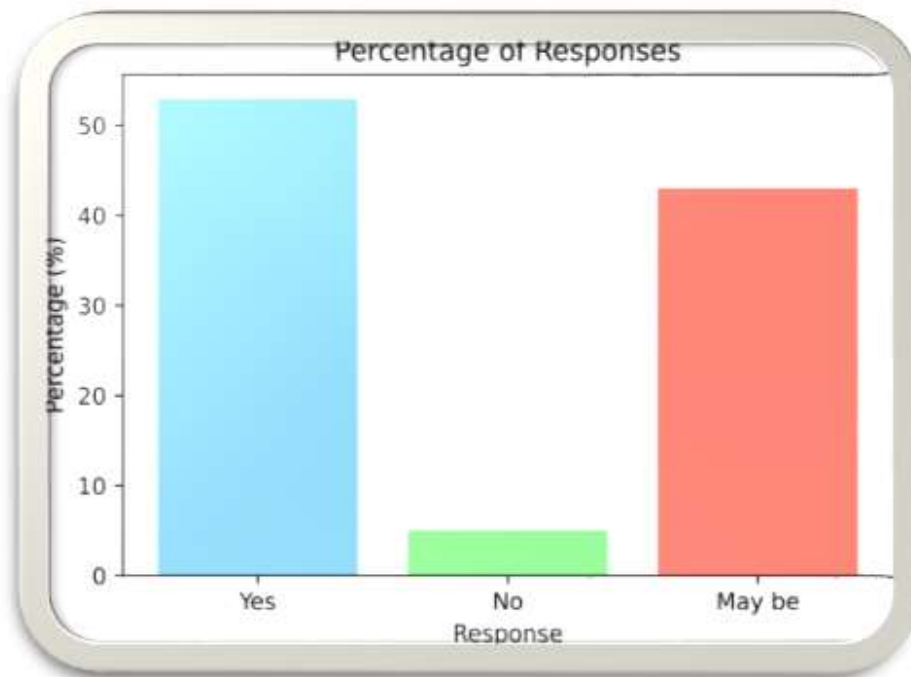 Percentage of Responses
Percentage (%)
50
40
30
20
10
0
Yes
No
May be
Response